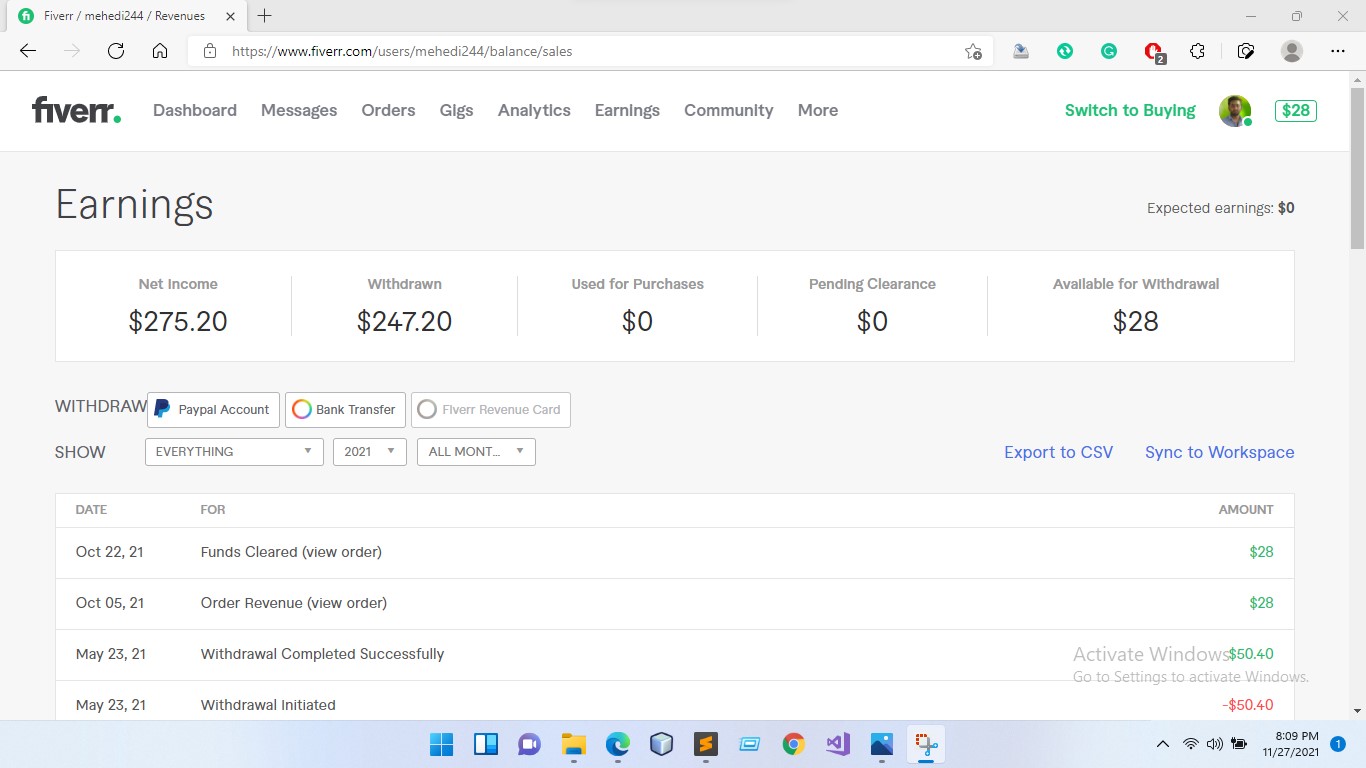 Fiverr / mehedi244 / Revenues
https://www.fiverr.com/users/mehedi244/balance/sales
2
fiverr. Dashboard Messages Orders Gigs Analytics Earnings Community More Switch to Buying $28
Earnings
Expected earnings: $0
Net Income Withdrawn Used for Purchases Pending Clearance Available for Withdrawal
$275.20 $247.20 $0 $0 $28
WITHDRAW Paypal Account Bank Transfer Fiverr Revenue Card
SHOW EVERYTHING 2021 ALL MONT... Export to CSV Sync to Workspace
DATE FOR AMOUNT
Oct 22, 21 Funds Cleared (view order) $28
Oct 05, 21 Order Revenue (view order) $28
May 23, 21 Withdrawal Completed Successfully $50.40
Activate Windows
Go to Settings to activate Windows.
May 23, 21 Withdrawal Initiated -$50.40
8:09 PM
11/27/2021
1